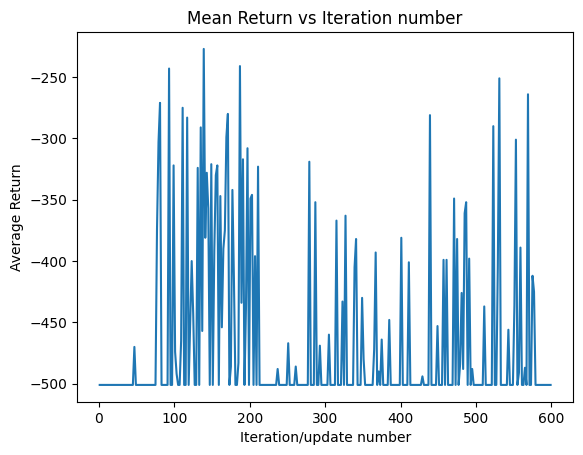 Mean Return vs Iteration number
Average Return
−250
−300
−350
−400
−450
−500
0 100 200 300 400 500 600
Iteration/update number